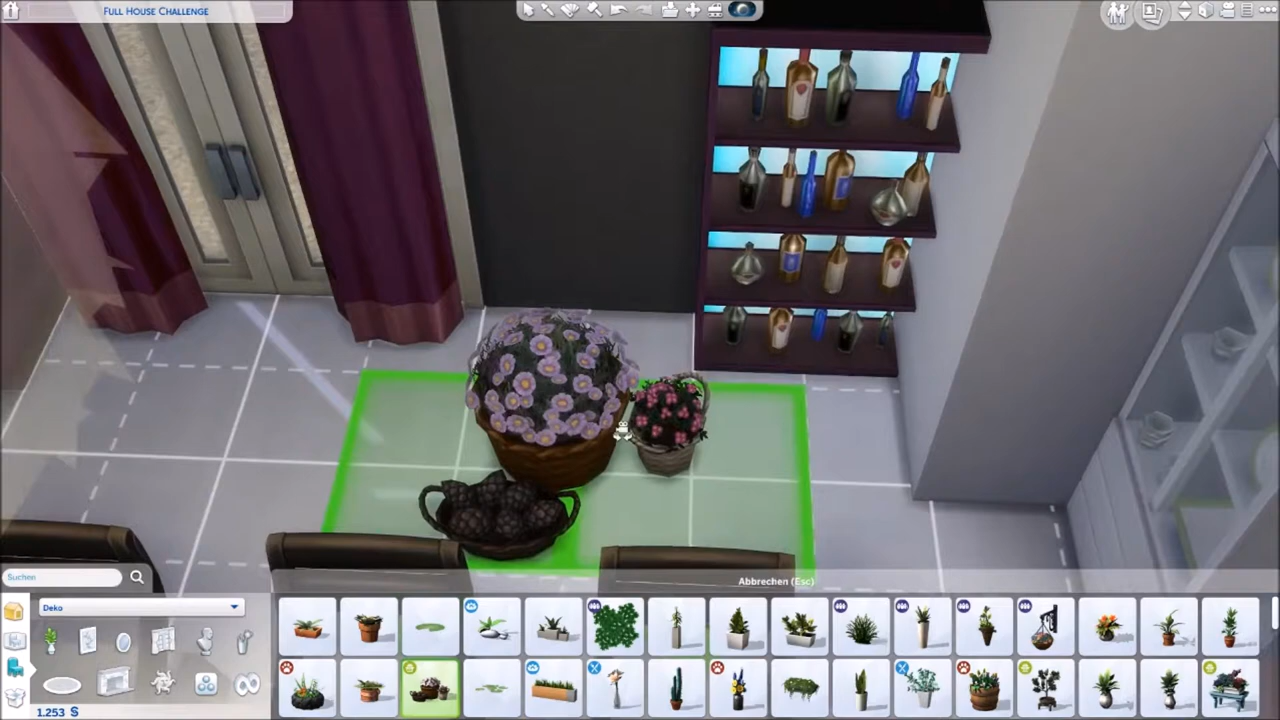 FULL HOUSE CHALLENGE
Abbrechen (Esc)
Suchen
Deko
1.253 $